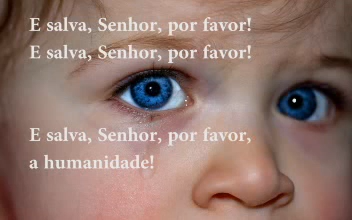 E salva, Senhor, por favor!
E salva, Senhor, por favor!
E salva, Senhor, por favor,
a humanidade!